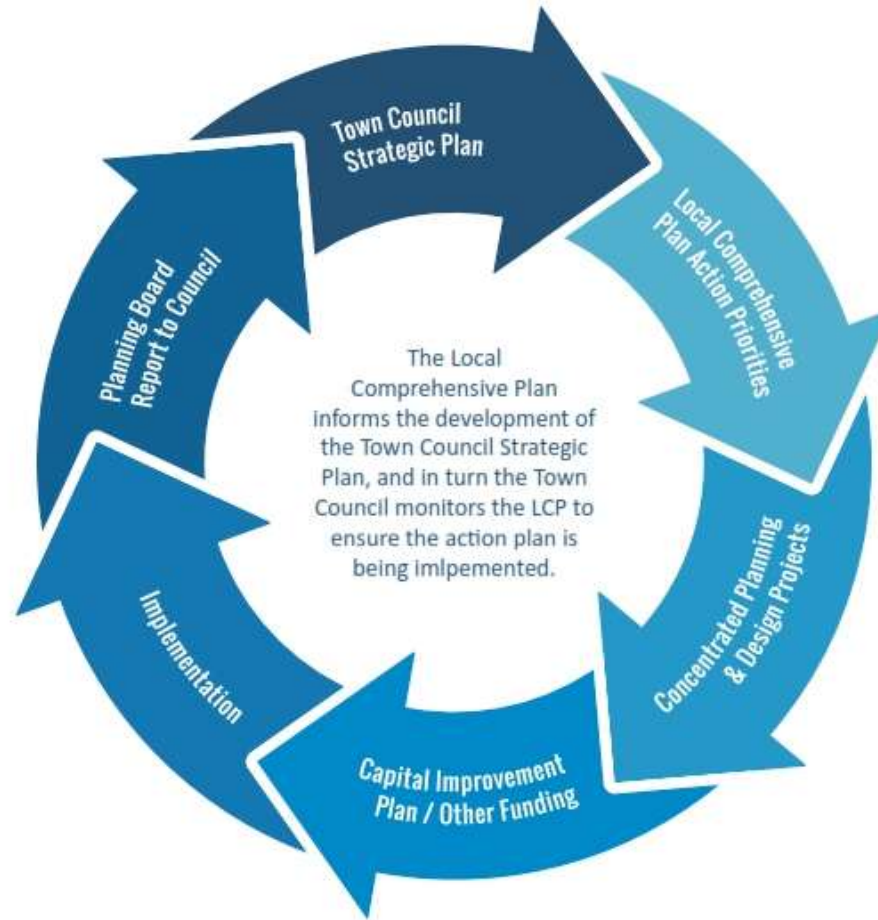 Town Council
Strategic Plan
Local Comprehensive
Plan Action Priorities
Concentrated Planning
& Design Projects
Capital Improvement
Plan / Other Funding
Implementation
Planning Board
Report to Council
The Local
Comprehensive Plan
informs the development of
the Town Council Strategic
Plan, and in turn the Town
Council monitors the LCP to
ensure the action plan is
being imlpemented.